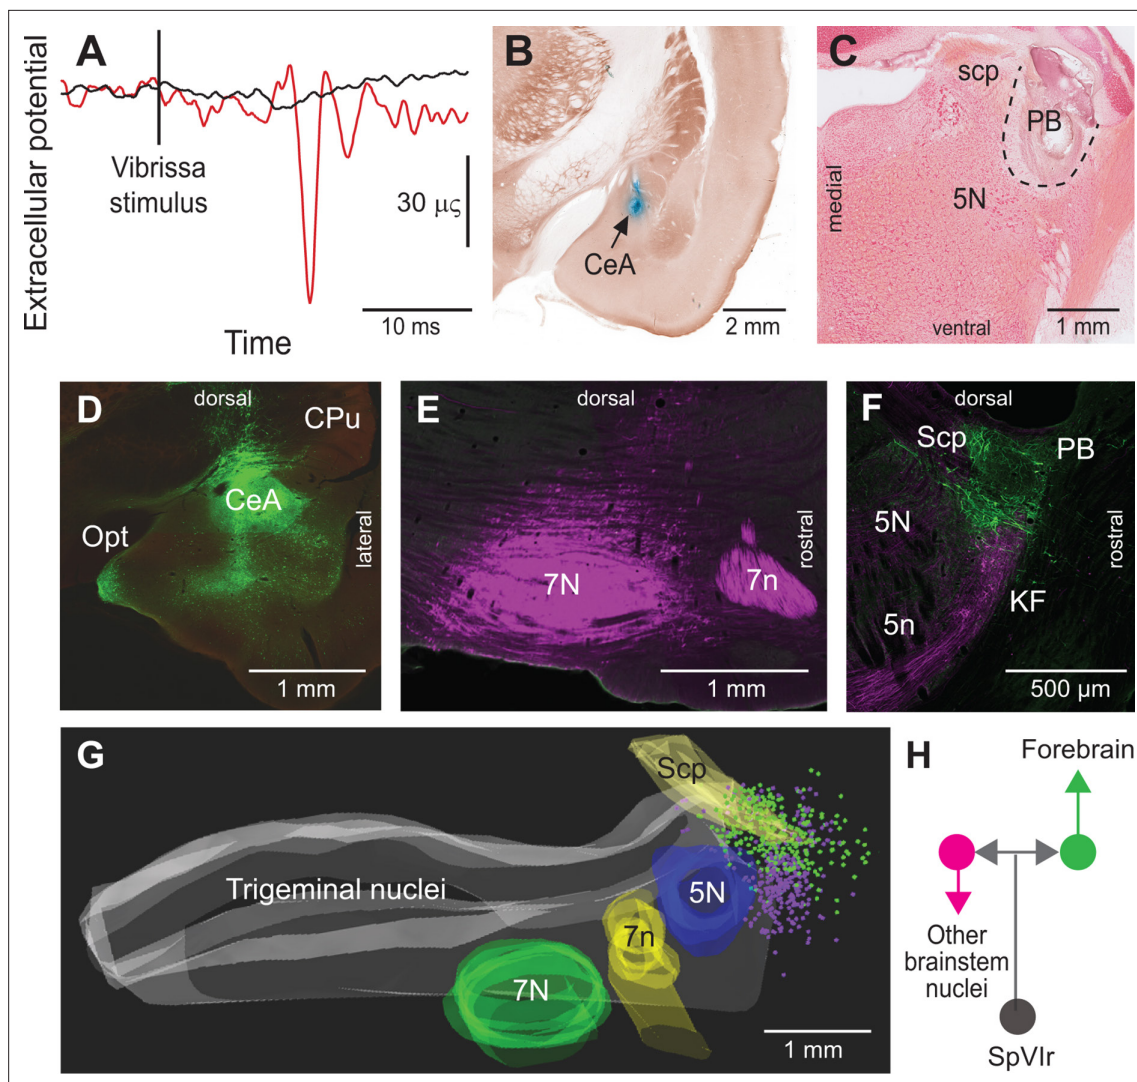 A
Extracellular potential
Vibrissa
stimulus
30 μς
10 ms
Time
B
CeA
2 mm
C
scp
PB
5N
medial
ventral
1 mm
D
dorsal
CPu
CeA
Opt
lateral
1 mm
E
dorsal
7N
7n
rostral
1 mm
F
dorsal
Scp
PB
5N
5n
KF
rostral
500 µm
G
Scp
Trigeminal nuclei
5N
7n
7N
1 mm
H
Forebrain
Other
brainstem
nuclei
SpVIr